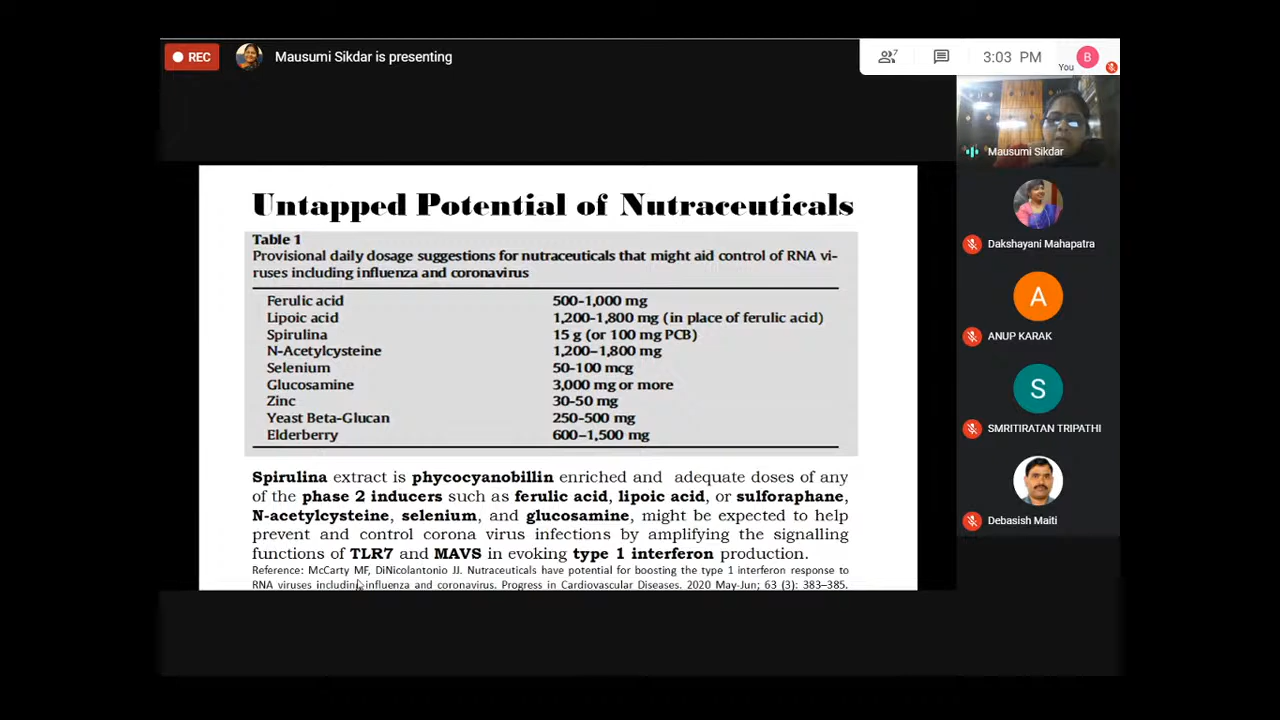 REC
Mausumi Sikdar is presenting
7
3:03 PM
You
B
Mausumi Sikdar
Dakshayani Mahapatra
A
ANUP KARAK
S
SMRITIRATAN TRIPATHI
Debasish Maiti
Untapped Potential of Nutraceuticals
Table 1
Provisional daily dosage suggestions for nutraceuticals that might aid control of RNA vi-
ruses including influenza and coronavirus
Ferulic acid 500-1,000 mg
Lipoic acid 1,200-1,800 mg (in place of ferulic acid)
Spirulina 15 g (or 100 mg PCB)
N-Acetylcysteine 1,200–1,800 mg
Selenium 50-100 mcg
Glucosamine 3,000 mg or more
Zinc 30-50 mg
Yeast Beta-Glucan 250-500 mg
Elderberry 600–1,500 mg
Spirulina extract is phycocyanobillin enriched and adequate doses of any
of the phase 2 inducers such as ferulic acid, lipoic acid, or sulforaphane,
N-acetylcysteine, selenium, and glucosamine, might be expected to help
prevent and control corona virus infections by amplifying the signalling
functions of TLR7 and MAVS in evoking type 1 interferon production.
Reference: McCarty MF, DiNicolantonio JJ. Nutraceuticals have potential for boosting the type 1 interferon response to
RNA viruses including influenza and coronavirus. Progress in Cardiovascular Diseases. 2020 May-Jun; 63 (3): 383–385.